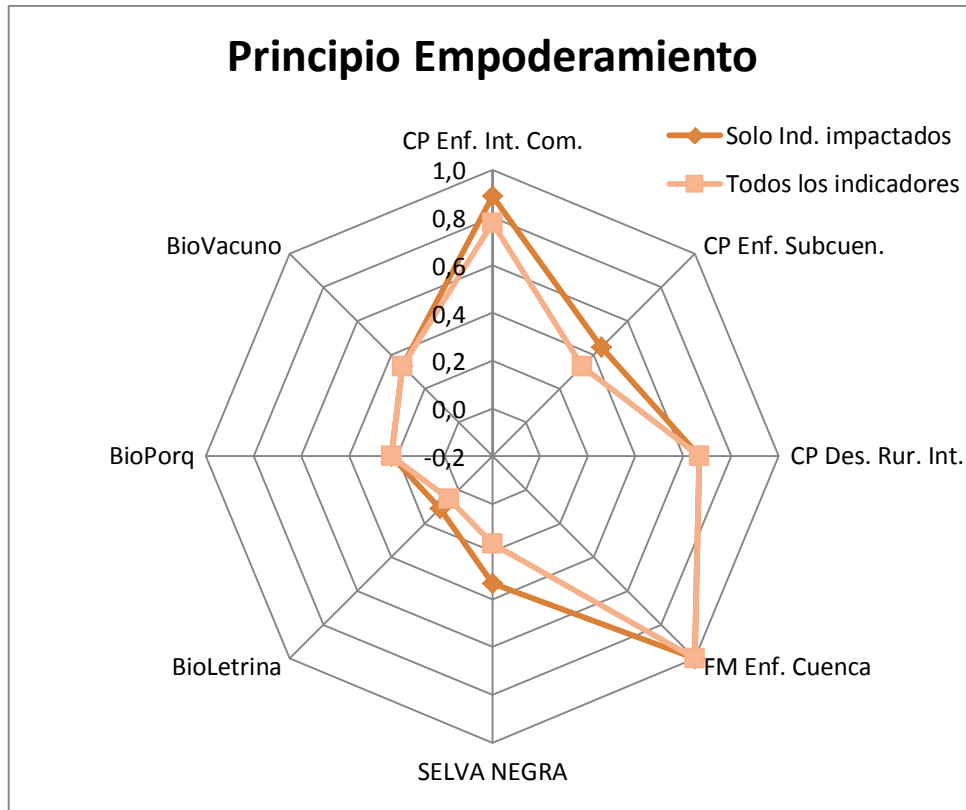 Principio Empoderamiento
Solo Ind. impactados
Todos los indicadores
CP Enf. Int. Com.
CP Enf. Subcuen.
CP Des. Rur. Int.
FM Enf. Cuenca
SELVA NEGRA
BioLetrina
BioPorq
BioVacuno
1,0
0,8
0,6
0,4
0,2
0,0
-0,2